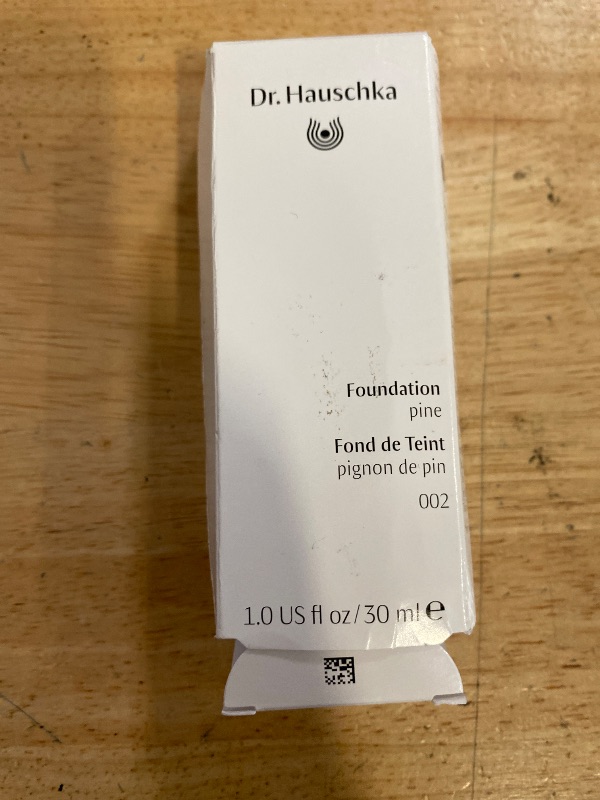 Dr. Hauschka
Foundation
pine
Fond de Teint
pignon de pin
002
1.0 US fl oz/30 ml ℮